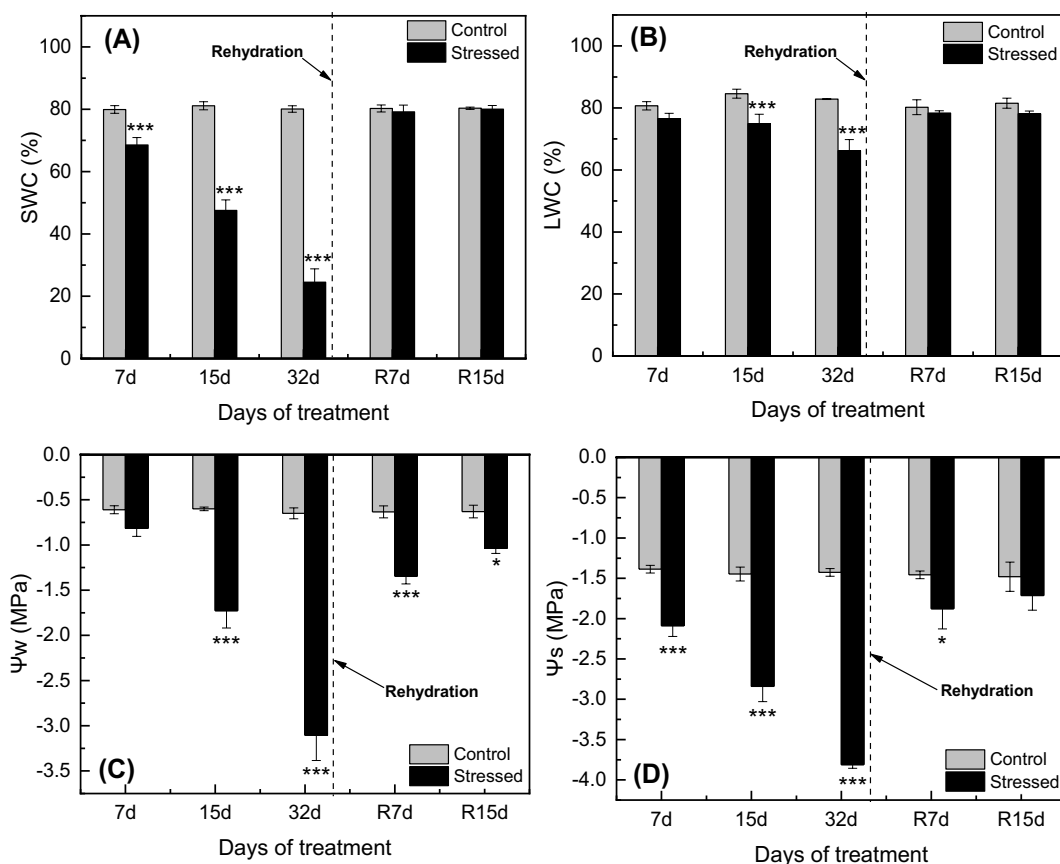 (A)
Control
Stressed
Rehydration
SWC (%)
100
80
60
40
20
0
***
***
***
7d 15d 32d R7d R15d
Days of treatment
(B)
Control
Stressed
Rehydration
LWC (%)
100
80
60
40
20
0
***
***
7d 15d 32d R7d R15d
Days of treatment
Ψw (MPa)
0.0
-0.5
-1.0
-1.5
-2.0
-2.5
-3.0
-3.5
***
***
***
*
Rehydration
(C)
Control
Stressed
7d 15d 32d R7d R15d
Days of treatment
Ψs (MPa)
0.0
-0.5
-1.0
-1.5
-2.0
-2.5
-3.0
-3.5
-4.0
***
***
***
*
Rehydration
(D)
Control
Stressed
7d 15d 32d R7d R15d
Days of treatment